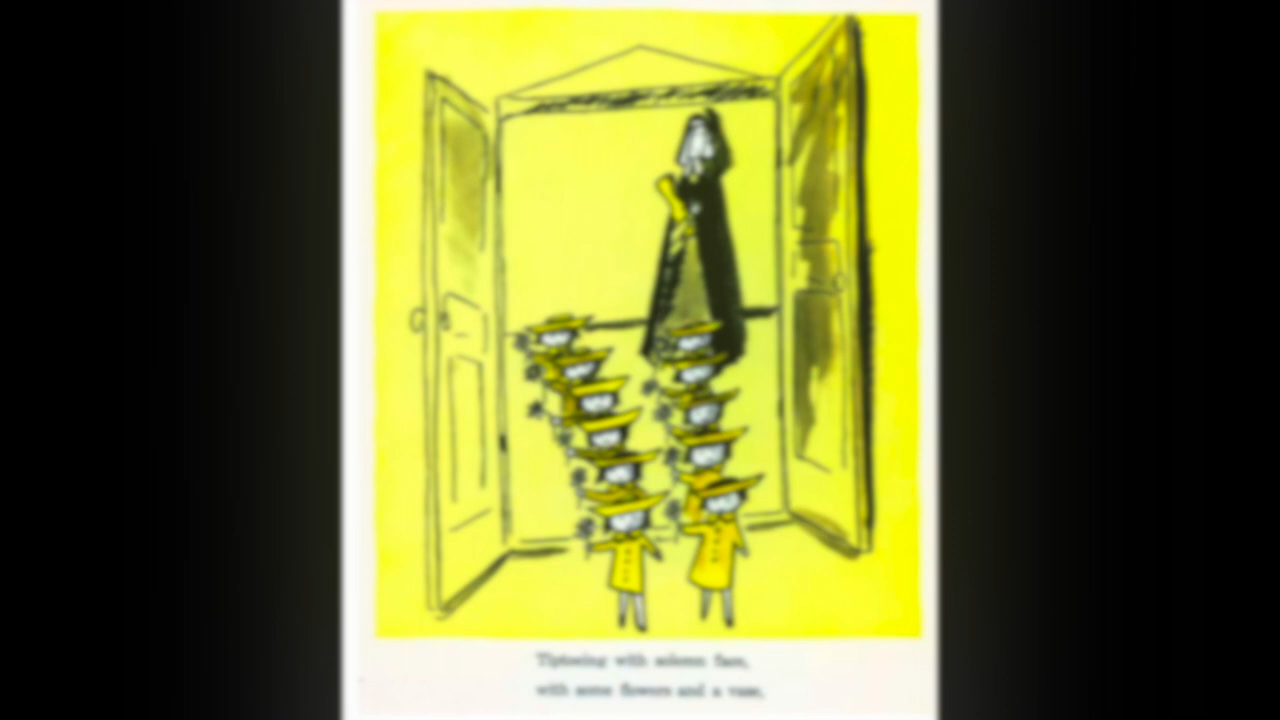 Tiptoeing with solemn face,
with some flowers and a vase,